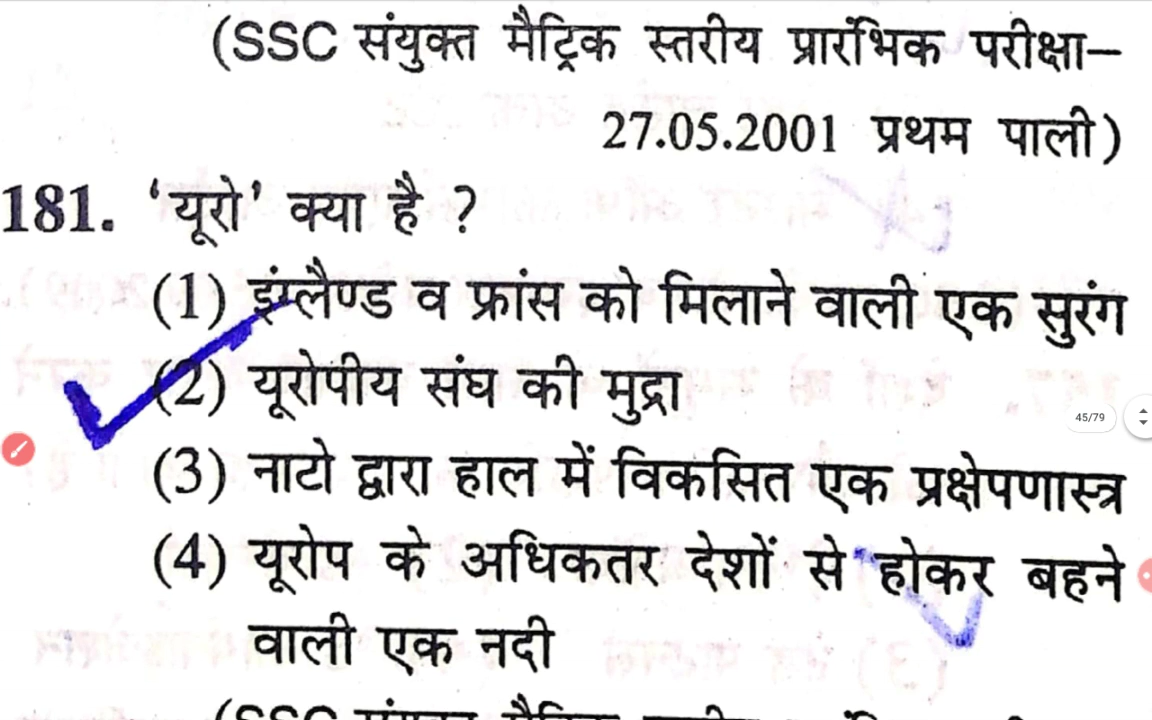 (SSC संयुक्त मैट्रिक स्तरीय प्रारंभिक परीक्षा–
27.05.2001 प्रथम पाली)
181. ‘यूरो’ क्या है ?
(1) इंग्लैण्ड व फ्रांस को मिलाने वाली एक सुरंग
(2) यूरोपीय संघ की मुद्रा
45/79
(3) नाटो द्वारा हाल में विकसित एक प्रक्षेपणास्त्र
(4) यूरोप के अधिकतर देशों से होकर बहने
वाली एक नदी